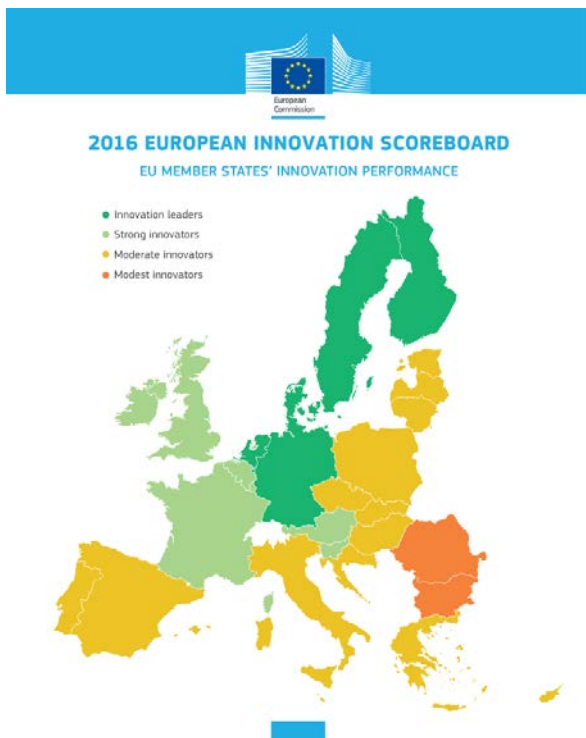 European
Commission
2016 EUROPEAN INNOVATION SCOREBOARD
EU MEMBER STATES' INNOVATION PERFORMANCE
Innovation leaders
Strong innovators
Moderate innovators
Modest innovators